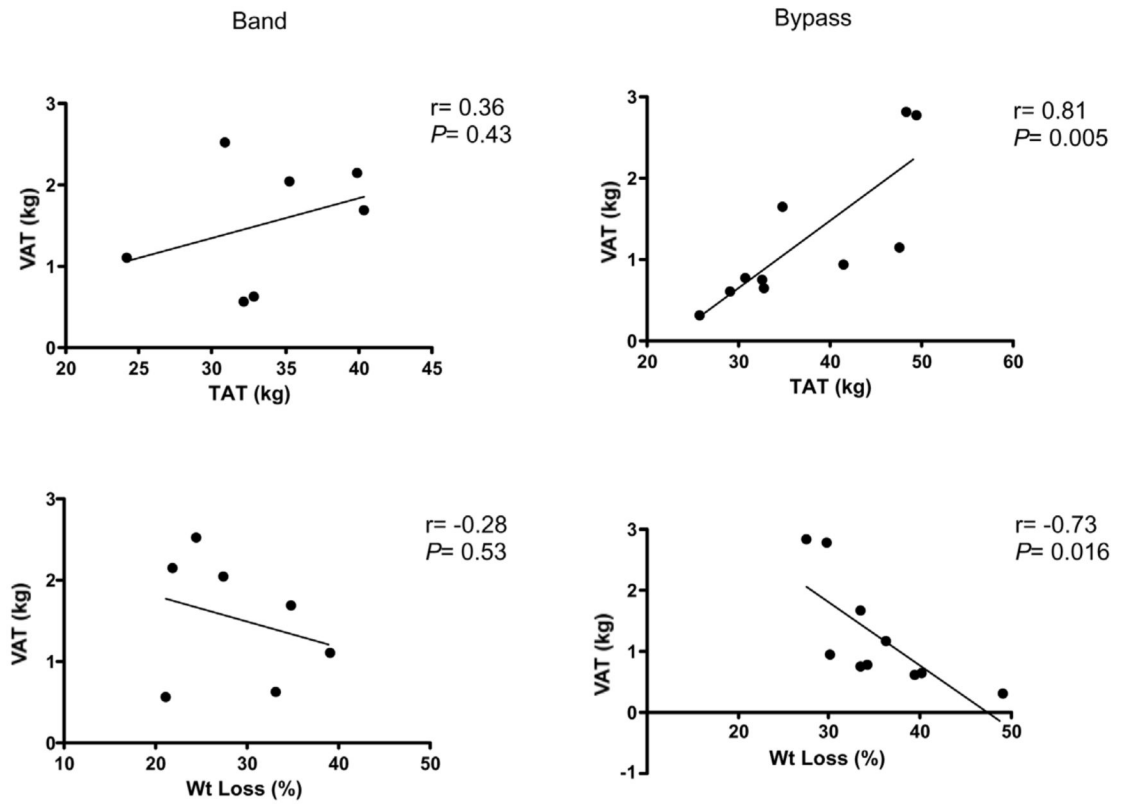 Band
Bypass
r= 0.36
P= 0.43
3
2
1
0
VAT (kg)
20 25 30 35 40 45
TAT (kg)
r= 0.81
P= 0.005
3
2
1
0
VAT (kg)
20 30 40 50 60
TAT (kg)
r= -0.28
P= 0.53
3
2
1
0
VAT (kg)
10 20 30 40 50
Wt Loss (%)
r= -0.73
P= 0.016
3
2
1
0
-1
VAT (kg)
20 30 40 50
Wt Loss (%)